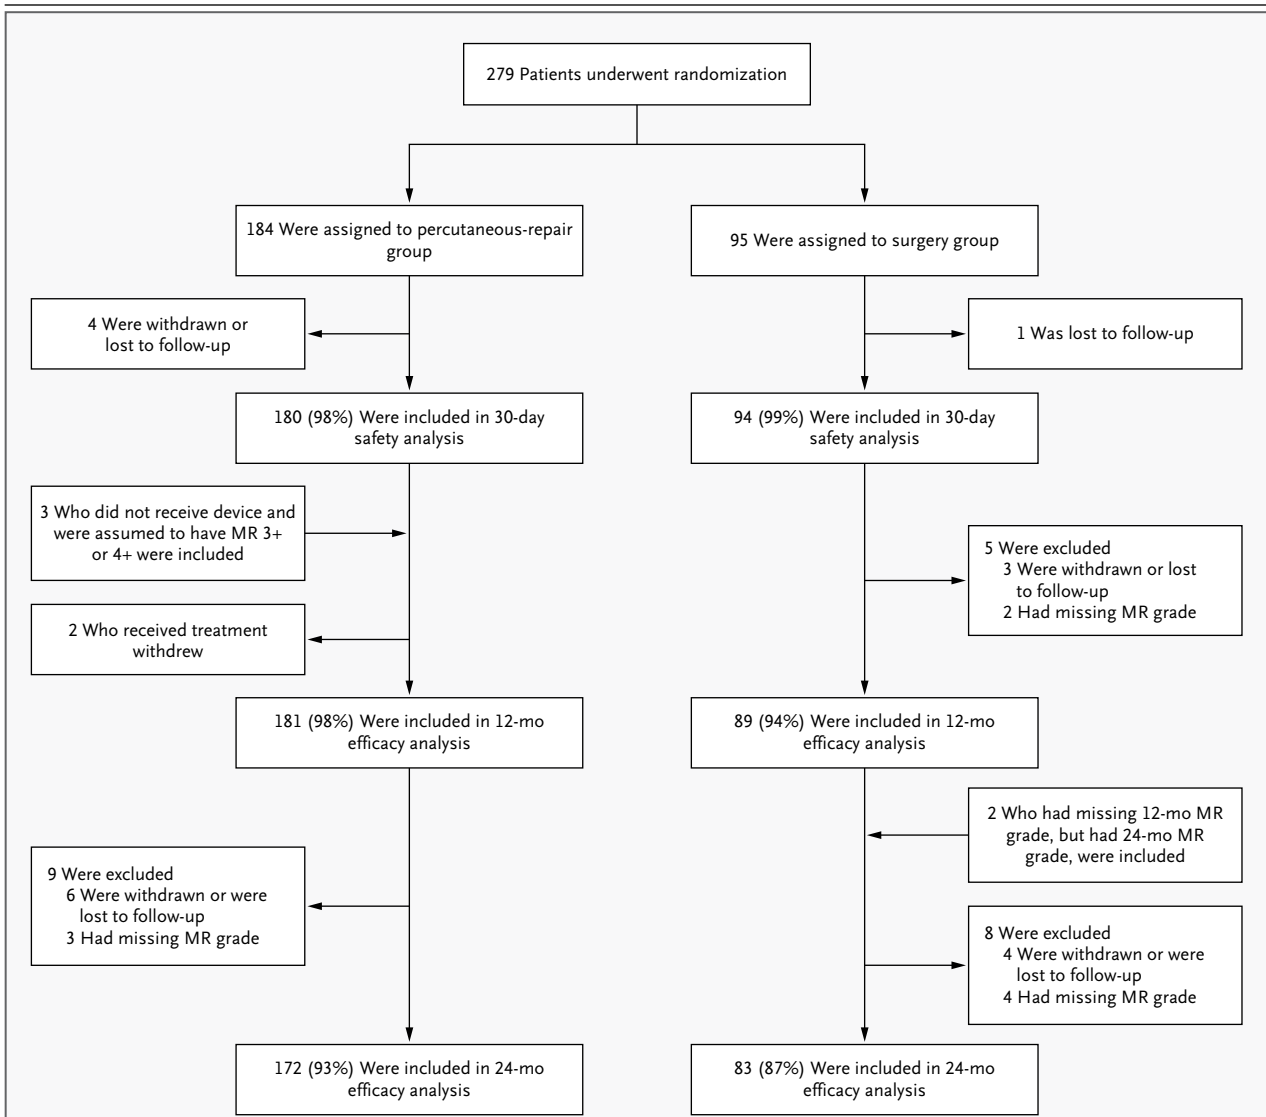 279 Patients underwent randomization
184 Were assigned to percutaneous-repair
group
95 Were assigned to surgery group
4 Were withdrawn or
lost to follow-up
1 Was lost to follow-up
180 (98%) Were included in 30-day
safety analysis
94 (99%) Were included in 30-day
safety analysis
3 Who did not receive device and
were assumed to have MR 3+
or 4+ were included
5 Were excluded
3 Were withdrawn or lost
to follow-up
2 Had missing MR grade
2 Who received treatment
withdrew
181 (98%) Were included in 12-mo
efficacy analysis
89 (94%) Were included in 12-mo
efficacy analysis
2 Who had missing 12-mo MR
grade, but had 24-mo MR
grade, were included
9 Were excluded
6 Were withdrawn or were
lost to follow-up
3 Had missing MR grade
8 Were excluded
4 Were withdrawn or were
lost to follow-up
4 Had missing MR grade
172 (93%) Were included in 24-mo
efficacy analysis
83 (87%) Were included in 24-mo
efficacy analysis